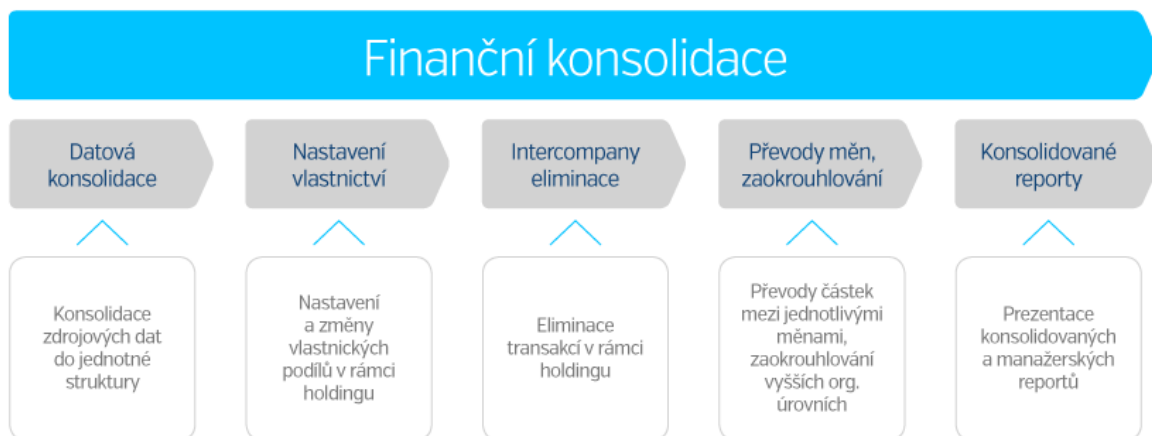 Finanční konsolidace
Datová
konsolidace
Nastavení
vlastnictví
Intercompany
eliminace
Převody měn,
zaokrouhlování
Konsolidované
reporty
Konsolidace
zdrojových dat
do jednotné
struktury
Nastavení
a změny
vlastnických
podílů v rámci
holdingu
Eliminace
transakcí v rámci
holdingu
Převody částek
mezi jednotlivými
měnami,
zaokrouhlování
vyšších org.
úrovních
Prezentace
konsolidovaných
a manažerských
reportů